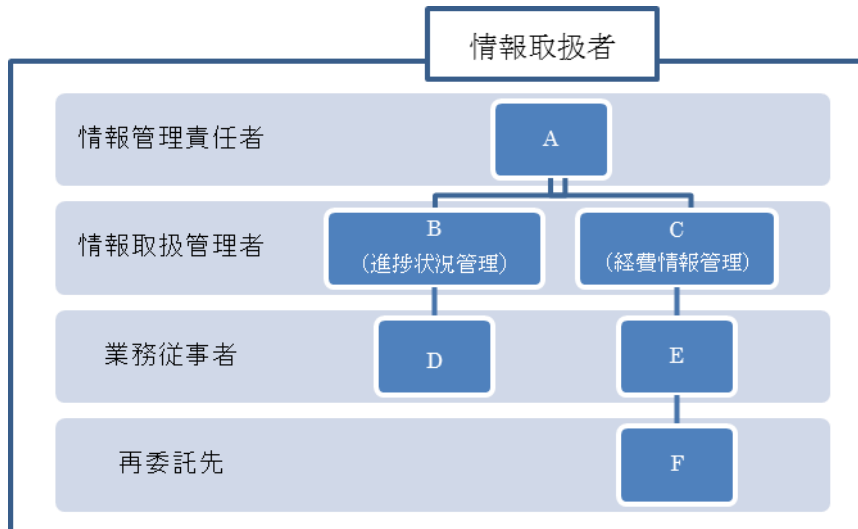 情報取扱者
情報管理責任者
A
情報取扱管理者
B
（進捗状況管理）
C
（経費情報管理）
業務従事者
D
E
再委託先
F